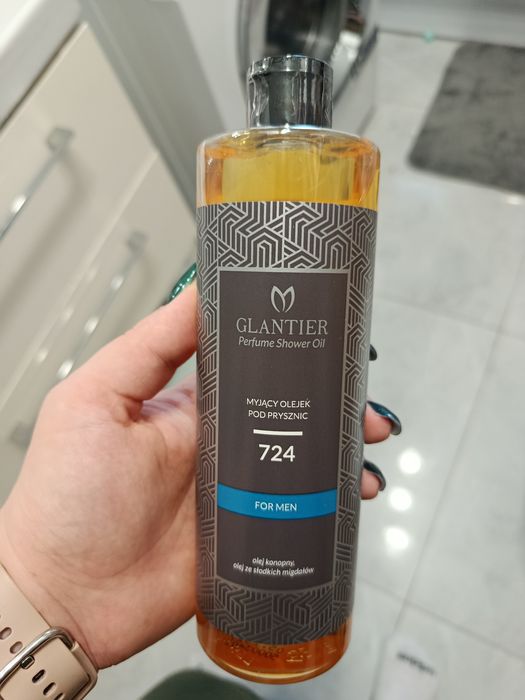 GLANTIER
Perfume Shower Oil
MYJĄCY OLEJEK
POD PRYSZNIC
724
FOR MEN
olej konopny,
olej ze słodkich migdałów